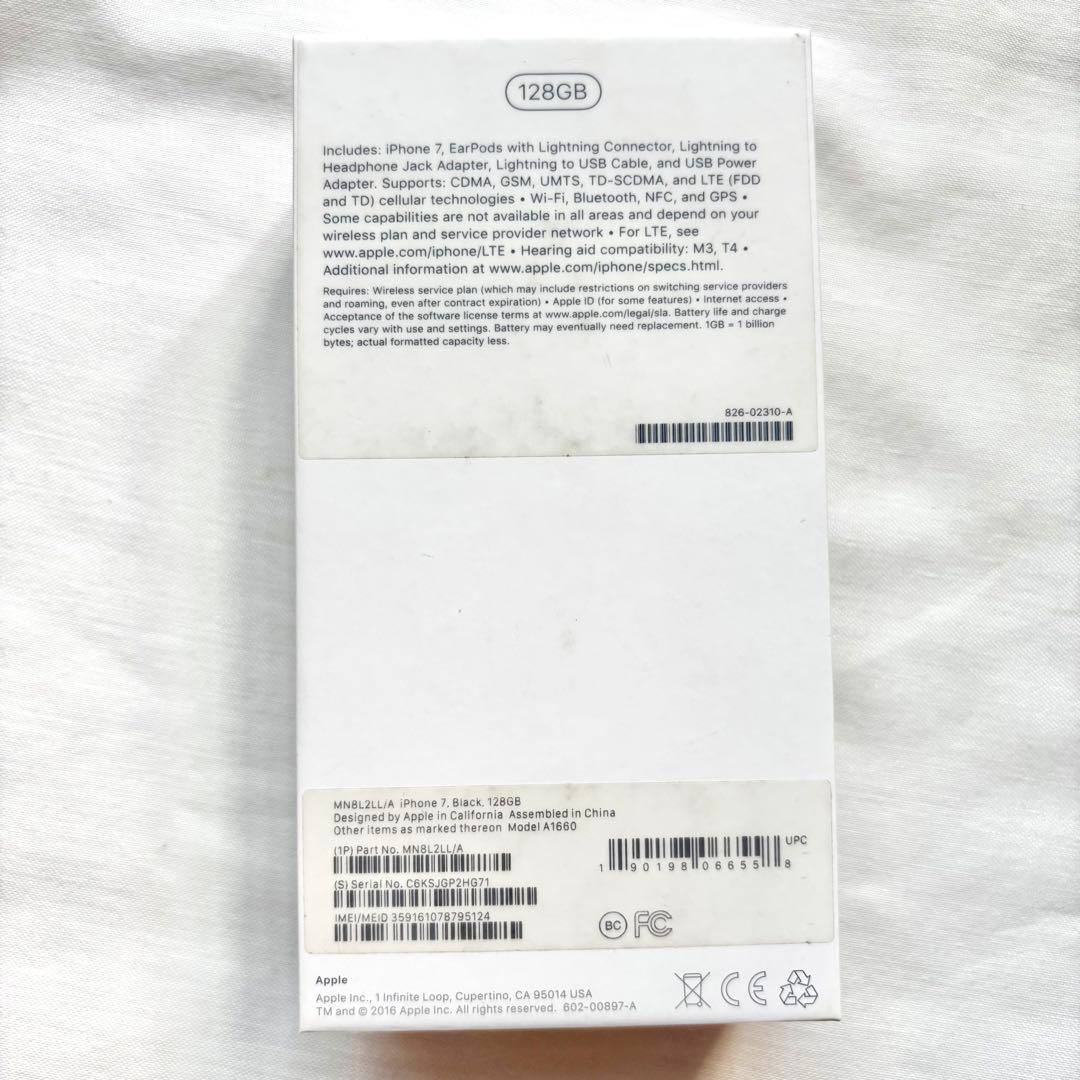 128GB
Includes: iPhone 7, EarPods with Lightning Connector, Lightning to
Headphone Jack Adapter, Lightning to USB Cable, and USB Power
Adapter. Supports: CDMA, GSM, UMTS, TD-SCDMA, and LTE (FDD
and TD) cellular technologies • Wi-Fi, Bluetooth, NFC, and GPS •
Some capabilities are not available in all areas and depend on your
wireless plan and service provider network • For LTE, see
www.apple.com/iphone/LTE • Hearing aid compatibility: M3, T4 •
Additional information at www.apple.com/iphone/specs.html.
Requires: Wireless service plan (which may include restrictions on switching service providers
and roaming, even after contract expiration) • Apple ID (for some features) • Internet access •
Acceptance of the software license terms at www.apple.com/legal/sla. Battery life and charge
cycles vary with use and settings. Battery may eventually need replacement. 1GB = 1 billion
bytes; actual formatted capacity less.
826-02310-A
MN8L2LL/A iPhone 7, Black, 128GB
Designed by Apple in California Assembled in China
Other items as marked thereon Model A1660
(1P) Part No. MN8L2LL/A
(S) Serial No. C6KSJGP2HG71
IMEI/MEID 359161078795124
UPC
1 90198 06655 8
BC FC
Apple
Apple Inc., 1 Infinite Loop, Cupertino, CA 95014 USA
TM and © 2016 Apple Inc. All rights reserved. 602-00897-A
CE